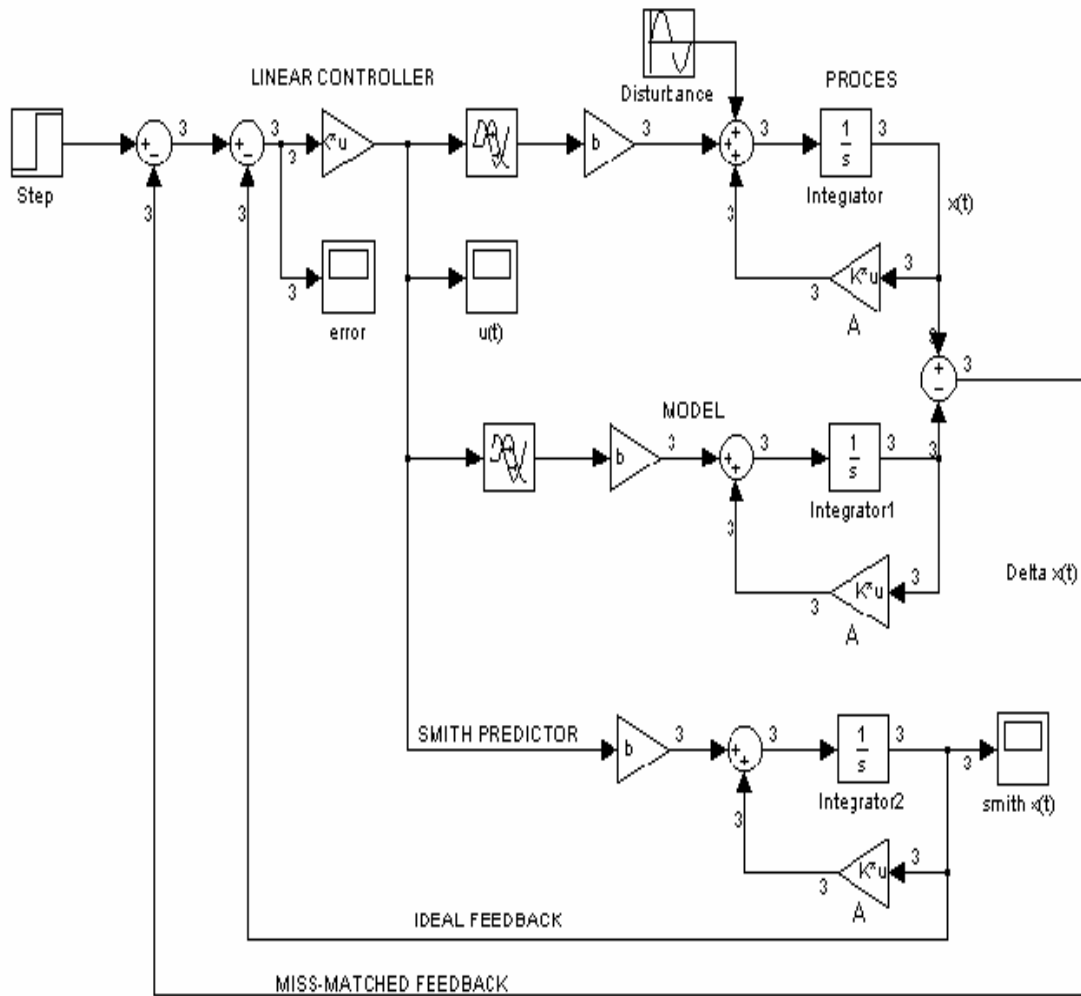 LINEAR CONTROLLER
Disturbance
PROCES
3
3
3
u
b
3
+
+
+
3
1
s
3
Step
3
3
3
Integrator
x(t)
3
K*u
3
3
A
error
u(t)
3
3
MODEL
b
3
+
+
3
1
s
3
3
Integrator1
3
K*u
3
3
A
Delta x(t)
SMITH PREDICTOR
b
3
+
+
3
1
s
3
3
Integrator2
smith x(t)
3
K*u
3
3
A
IDEAL FEEDBACK
MISS-MATCHED FEEDBACK